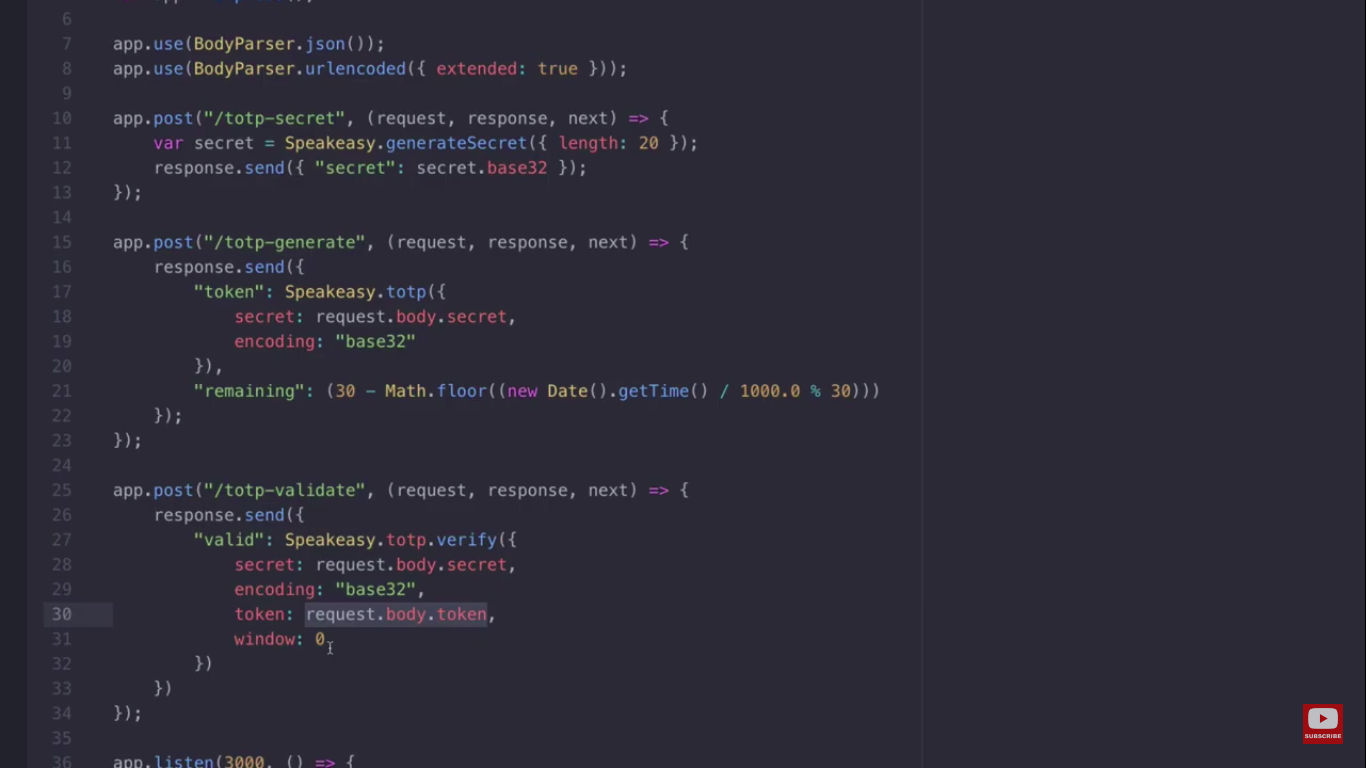 6
7 app.use(BodyParser.json());
8 app.use(BodyParser.urlencoded({ extended: true }));
9
10 app.post("/totp-secret", (request, response, next) => {
11 var secret = Speakeasy.generateSecret({ length: 20 });
12 response.send({ "secret": secret.base32 });
13 });
14
15 app.post("/totp-generate", (request, response, next) => {
16 response.send({
17 "token": Speakeasy.totp({
18 secret: request.body.secret,
19 encoding: "base32"
20 }),
21 "remaining": (30 - Math.floor((new Date().getTime() / 1000.0 % 30)))
22 });
23 });
24
25 app.post("/totp-validate", (request, response, next) => {
26 response.send({
27 "valid": Speakeasy.totp.verify({
28 secret: request.body.secret,
29 encoding: "base32",
30 token: request.body.token,
31 window: 0
32 })
33 })
34 });
35
36 app.listen(3000, () => {
SUBSCRIBE